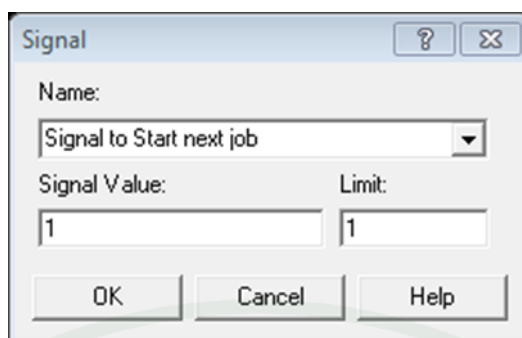 Signal
Name:
Signal to Start next job
Signal Value: Limit:
1 1
OK Cancel Help